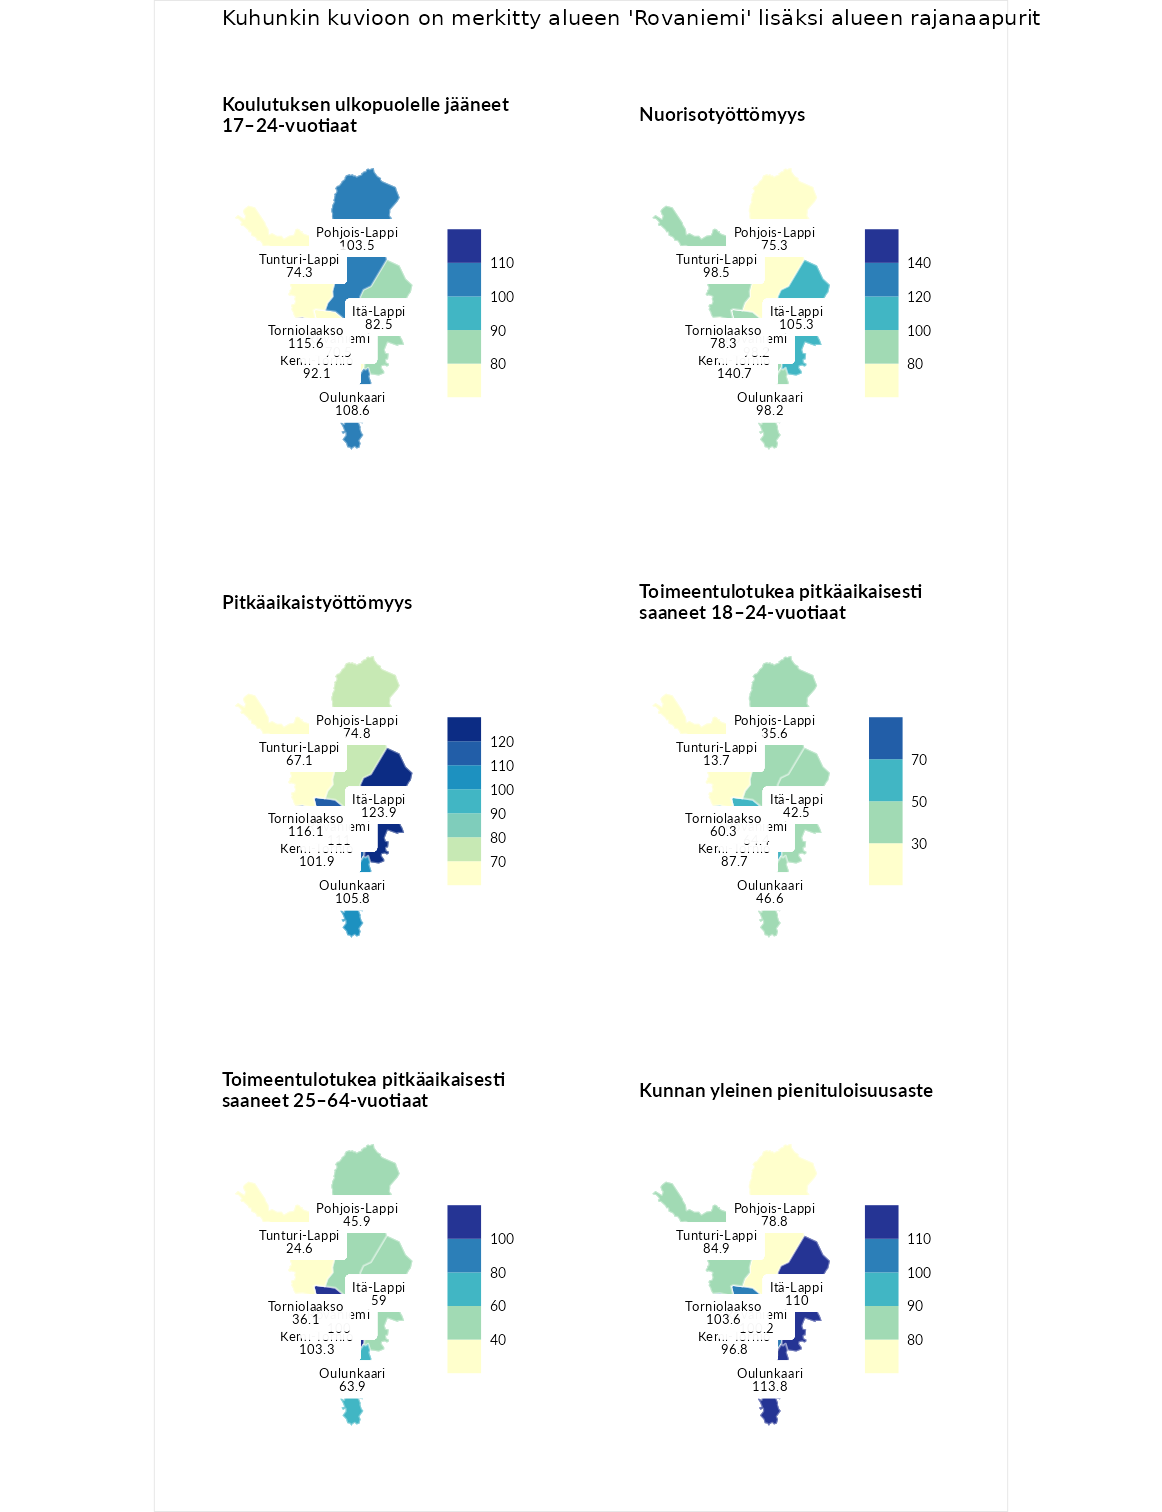 Kuhunkin kuvioon on merkitty alueen 'Rovaniemi' lisäksi alueen rajanaapurit
Koulutuksen ulkopuolelle jääneet
17–24-vuotiaat
Pohjois-Lappi
103.5
Tunturi-Lappi
74.3
Itä-Lappi
82.5
Torniolaakso
115.6
92.1
Oulunkaari
108.6
110
100
90
80
Nuorisotyöttömyys
Pohjois-Lappi
75.3
Tunturi-Lappi
98.5
Itä-Lappi
105.3
Torniolaakso
78.3
140.7
Oulunkaari
98.2
140
120
100
80
Pitkäaikaistyöttömyys
Pohjois-Lappi
74.8
Tunturi-Lappi
67.1
Itä-Lappi
123.9
Torniolaakso
116.1
101.9
Oulunkaari
105.8
120
110
100
90
80
70
Toimeentulotukea pitkäaikaisesti
saaneet 18–24-vuotiaat
Pohjois-Lappi
35.6
Tunturi-Lappi
13.7
Itä-Lappi
42.5
Torniolaakso
60.3
87.7
Oulunkaari
46.6
70
50
30
Toimeentulotukea pitkäaikaisesti
saaneet 25–64-vuotiaat
Pohjois-Lappi
45.9
Tunturi-Lappi
24.6
Itä-Lappi
59
Torniolaakso
36.1
103.3
Oulunkaari
63.9
100
80
60
40
Kunnan yleinen pienituloisuusaste
Pohjois-Lappi
78.8
Tunturi-Lappi
84.9
Itä-Lappi
110
Torniolaakso
103.6
96.8
Oulunkaari
113.8
110
100
90
80